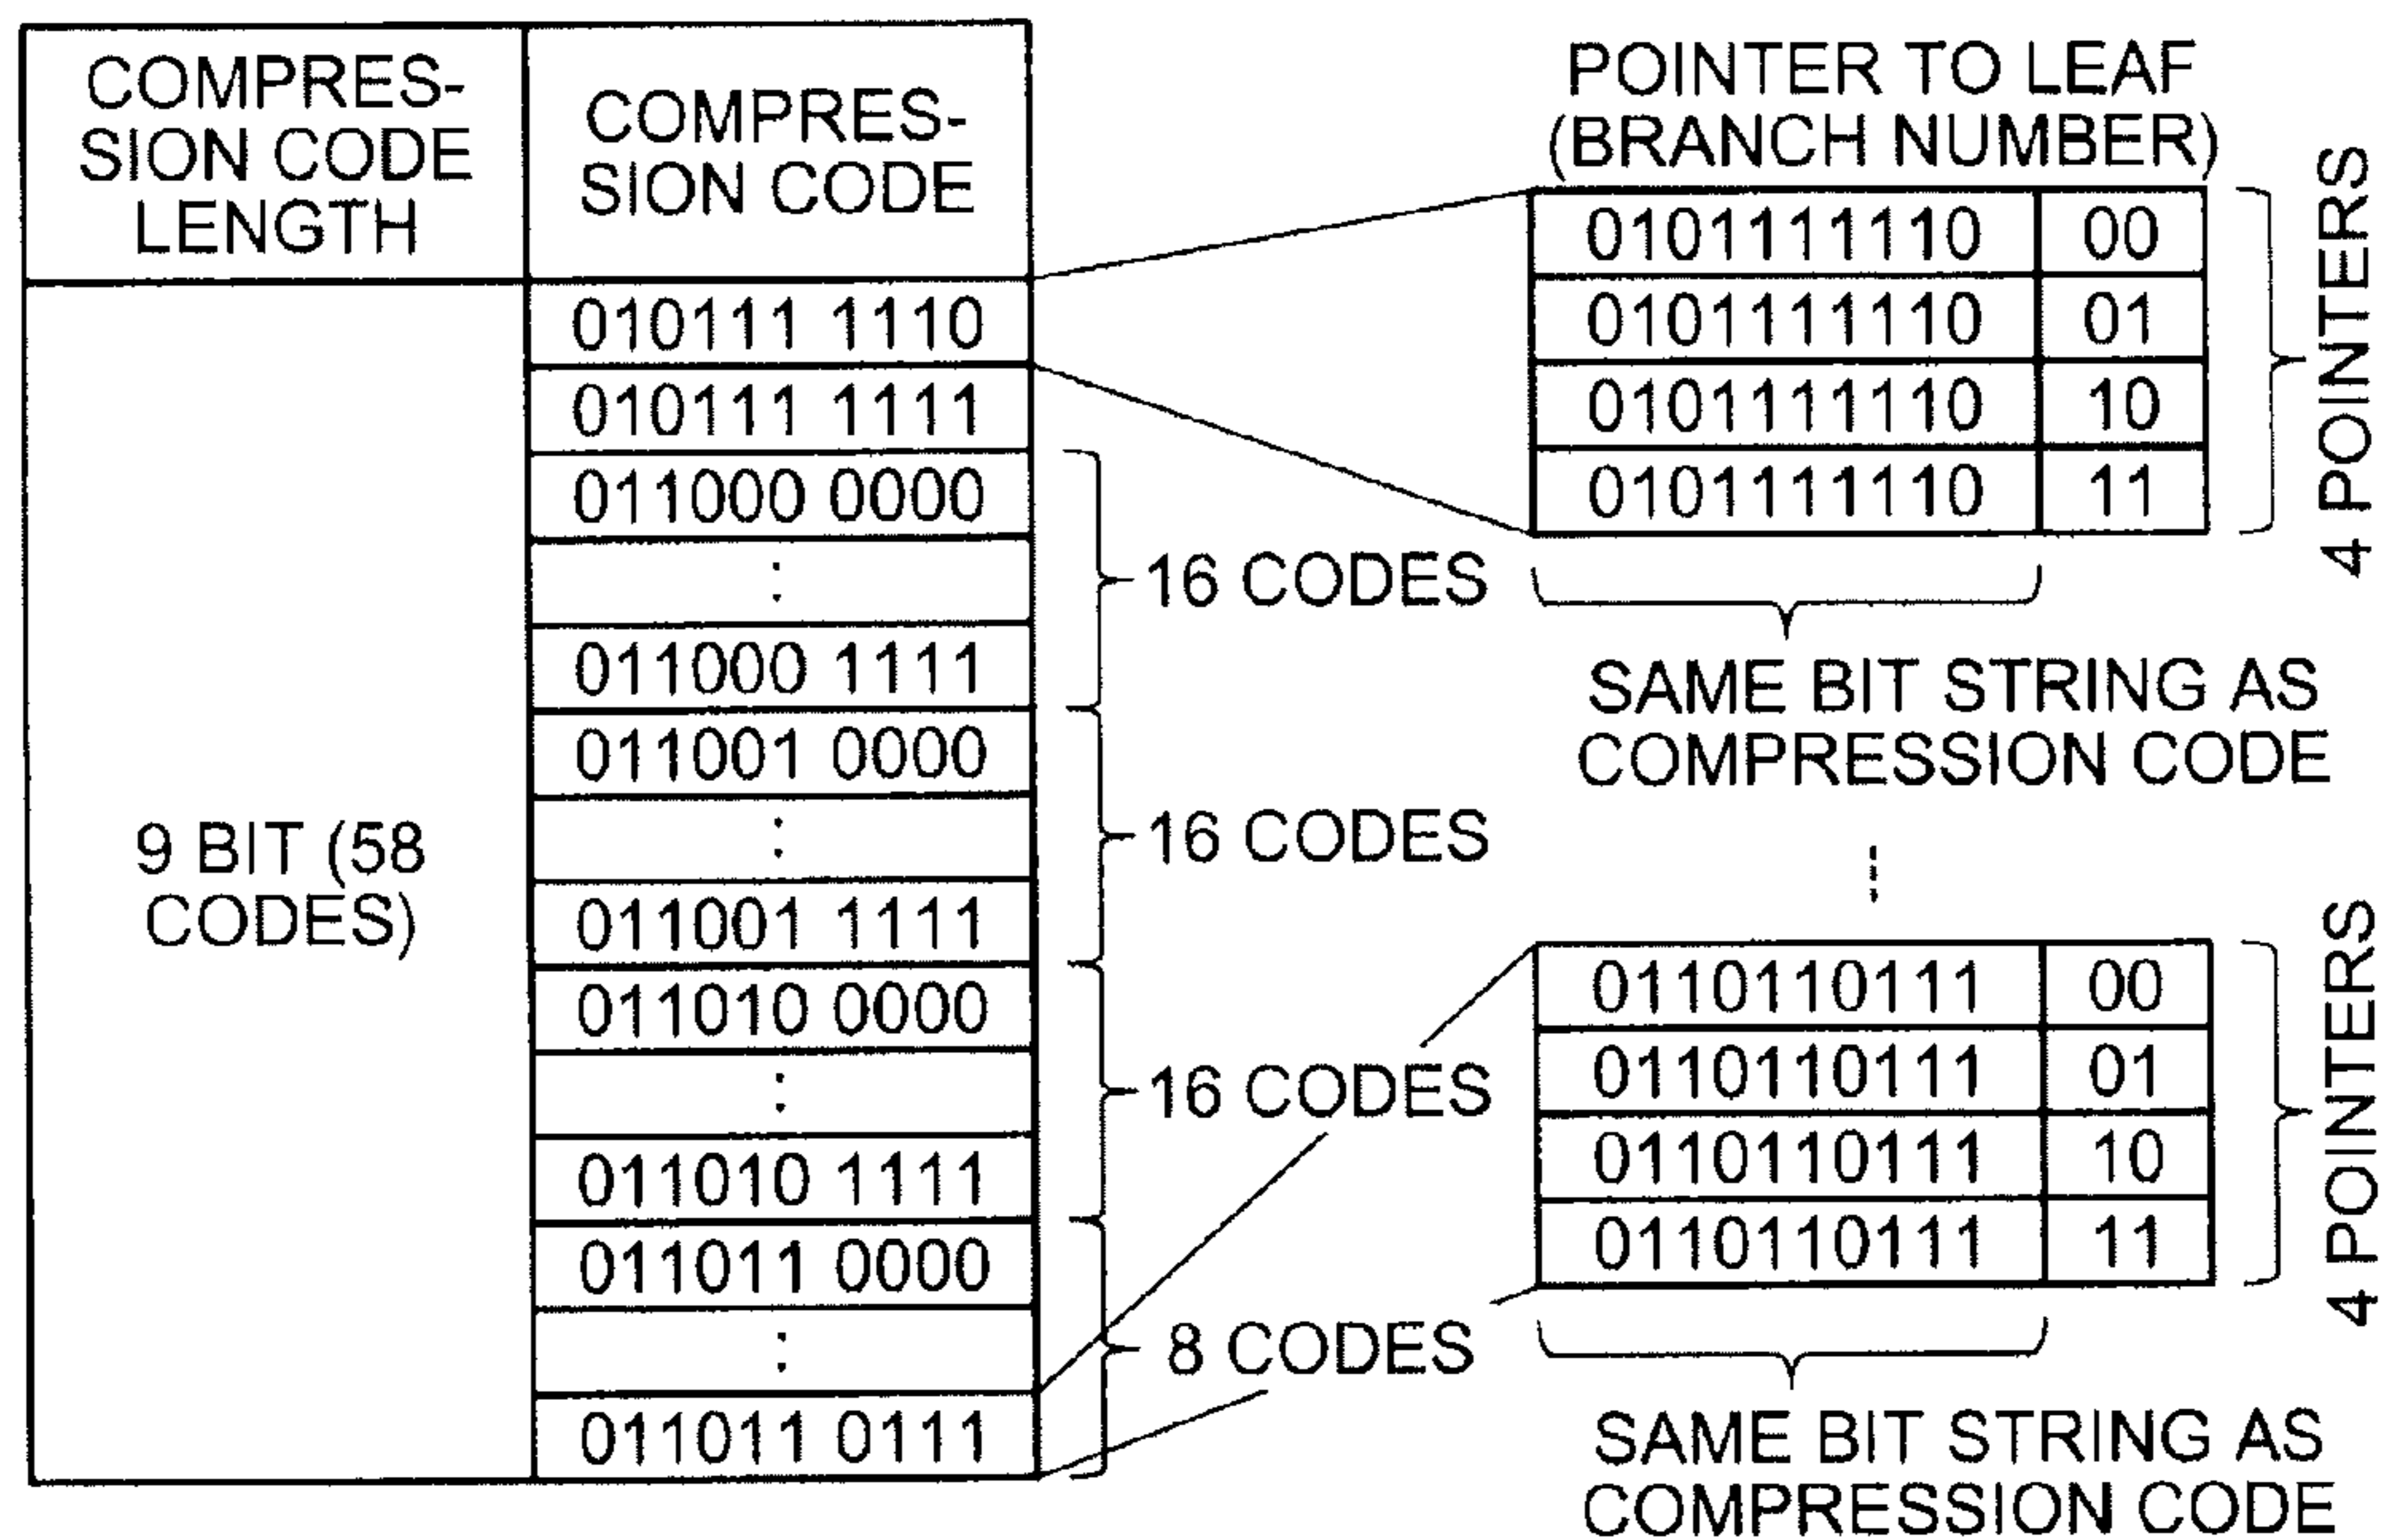 COMPRES-
SION CODE
LENGTH
COMPRES-
SION CODE
9 BIT (58
CODES)
010111 1110
010111 1111
011000 0000
:
011000 1111
011001 0000
:
011001 1111
011010 0000
:
011010 1111
011011 0000
:
011011 0111
16 CODES
16 CODES
16 CODES
8 CODES
POINTER TO LEAF
(BRANCH NUMBER)
0101111110 00
0101111110 01
0101111110 10
0101111110 11
4 POINTERS
SAME BIT STRING AS
COMPRESSION CODE
0110110111 00
0110110111 01
0110110111 10
0110110111 11
4 POINTERS
SAME BIT STRING AS
COMPRESSION CODE